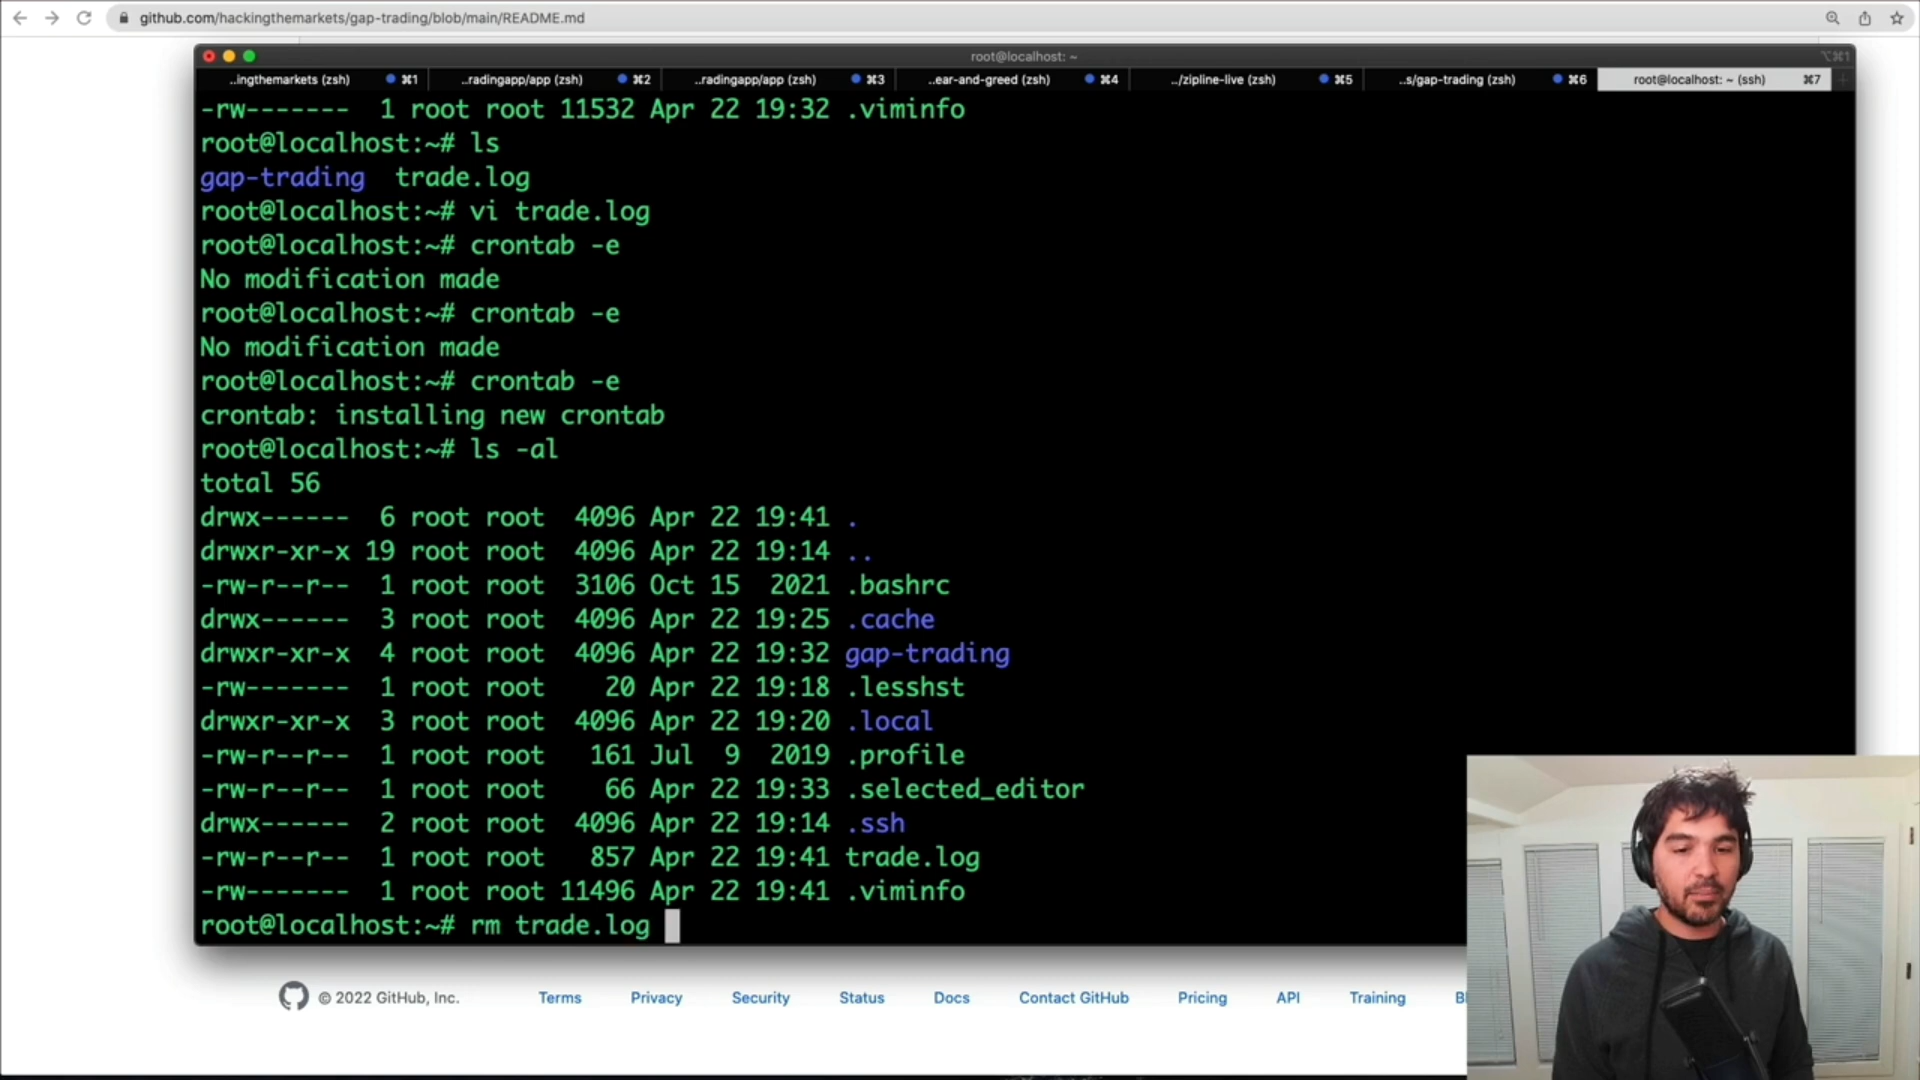 github.com/hackingthemarkets/gap-trading/blob/main/README.md
root@localhost: ~
⌥⌘1
..ingthemarkets (zsh) ⌘1 ..radingapp/app (zsh) ⌘2 ..radingapp/app (zsh) ⌘3 ..ear-and-greed (zsh) ⌘4 ../zipline-live (zsh) ⌘5 ..s/gap-trading (zsh) ⌘6 root@localhost: ~ (ssh) ⌘7
-rw------- 1 root root 11532 Apr 22 19:32 .viminfo
root@localhost:~# ls
gap-trading trade.log
root@localhost:~# vi trade.log
root@localhost:~# crontab -e
No modification made
root@localhost:~# crontab -e
No modification made
root@localhost:~# crontab -e
crontab: installing new crontab
root@localhost:~# ls -al
total 56
drwx------ 6 root root 4096 Apr 22 19:41 .
drwxr-xr-x 19 root root 4096 Apr 22 19:14 ..
-rw-r--r-- 1 root root 3106 Oct 15 2021 .bashrc
drwx------ 3 root root 4096 Apr 22 19:25 .cache
drwxr-xr-x 4 root root 4096 Apr 22 19:32 gap-trading
-rw------- 1 root root 20 Apr 22 19:18 .lesshst
drwxr-xr-x 3 root root 4096 Apr 22 19:20 .local
-rw-r--r-- 1 root root 161 Jul 9 2019 .profile
-rw-r--r-- 1 root root 66 Apr 22 19:33 .selected_editor
drwx------ 2 root root 4096 Apr 22 19:14 .ssh
-rw-r--r-- 1 root root 857 Apr 22 19:41 trade.log
-rw------- 1 root root 11496 Apr 22 19:41 .viminfo
root@localhost:~# rm trade.log
© 2022 GitHub, Inc. Terms Privacy Security Status Docs Contact GitHub Pricing API Training